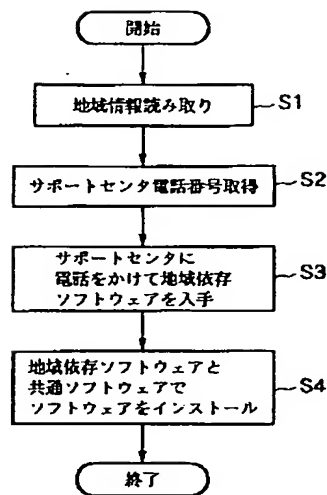 開始
地域情報読み取り
S1
サポートセンタ電話番号取得
S2
サポートセンタに
電話をかけて地域依存
ソフトウェアを入手
S3
地域依存ソフトウェアと
共通ソフトウェアで
ソフトウェアをインストール
S4
終了